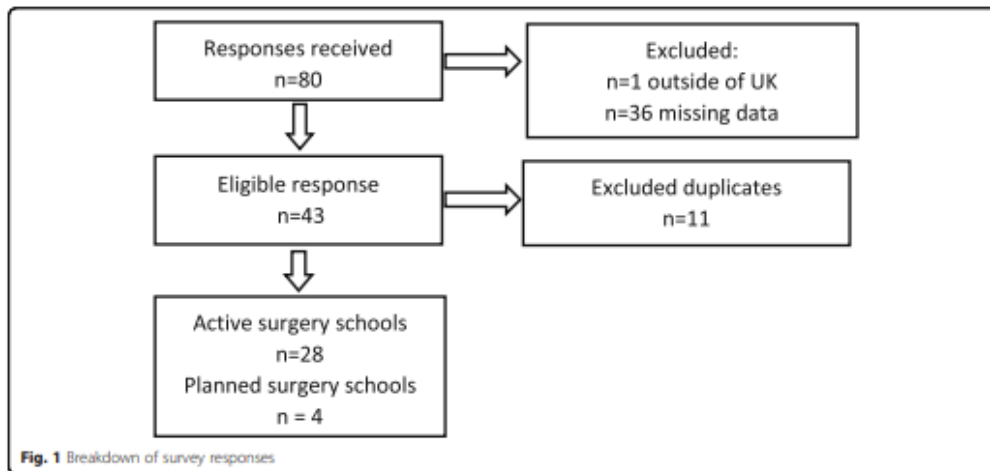 Responses received
n=80
Excluded:
n=1 outside of UK
n=36 missing data
Eligible response
n=43
Excluded duplicates
n=11
Active surgery schools
n=28
Planned surgery schools
n = 4
Fig. 1 Breakdown of survey responses